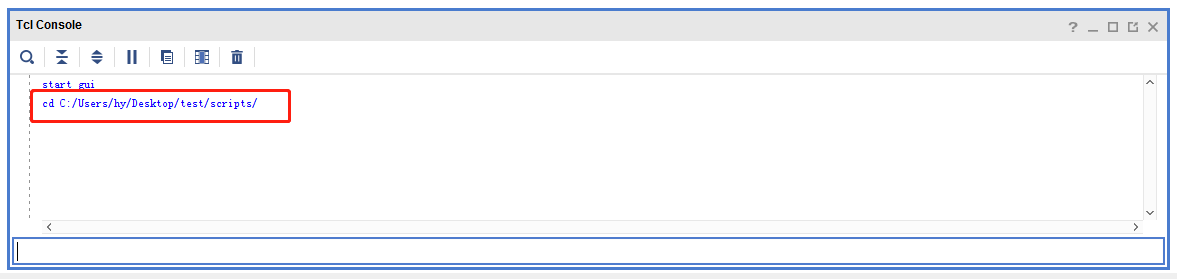 Tcl Console
start gui
cd C:/Users/hy/Desktop/test/scripts/